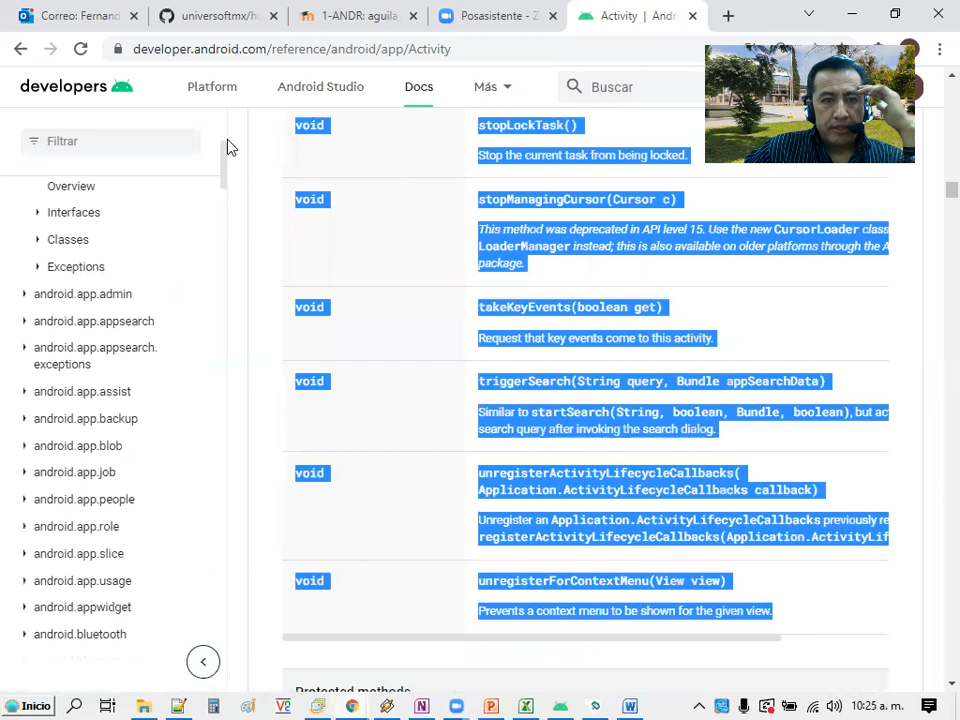 Correo: Fernand
universoftmx/h
1-ANDR: aguila_
Posasistente - Z
Activity | Andr
developer.android.com/reference/android/app/Activity
developers
Platform
Android Studio
Docs
Más
Buscar
Filtrar
Overview
Interfaces
Classes
Exceptions
android.app.admin
android.app.appsearch
android.app.appsearch.
exceptions
android.app.assist
android.app.backup
android.app.blob
android.app.job
android.app.people
android.app.role
android.app.slice
android.app.usage
android.appwidget
android.bluetooth
void
stopLockTask()
Stop the current task from being locked.
void
stopManagingCursor(Cursor c)
This method was deprecated in API level 15. Use the new CursorLoader clas
LoaderManager instead; this is also available on older platforms through the A
package.
void
takeKeyEvents(boolean get)
Request that key events come to this activity.
void
triggerSearch(String query, Bundle appSearchData)
Similar to startSearch(String, boolean, Bundle, boolean), but ac
search query after invoking the search dialog.
void
unregisterActivityLifecycleCallbacks(
Application.ActivityLifecycleCallbacks callback)
Unregister an Application.ActivityLifecycleCallbacks previously re
registerActivityLifecycleCallbacks(Application.ActivityLif
void
unregisterForContextMenu(View view)
Prevents a context menu to be shown for the given view.
Protected methods
Inicio
10:25 a. m.